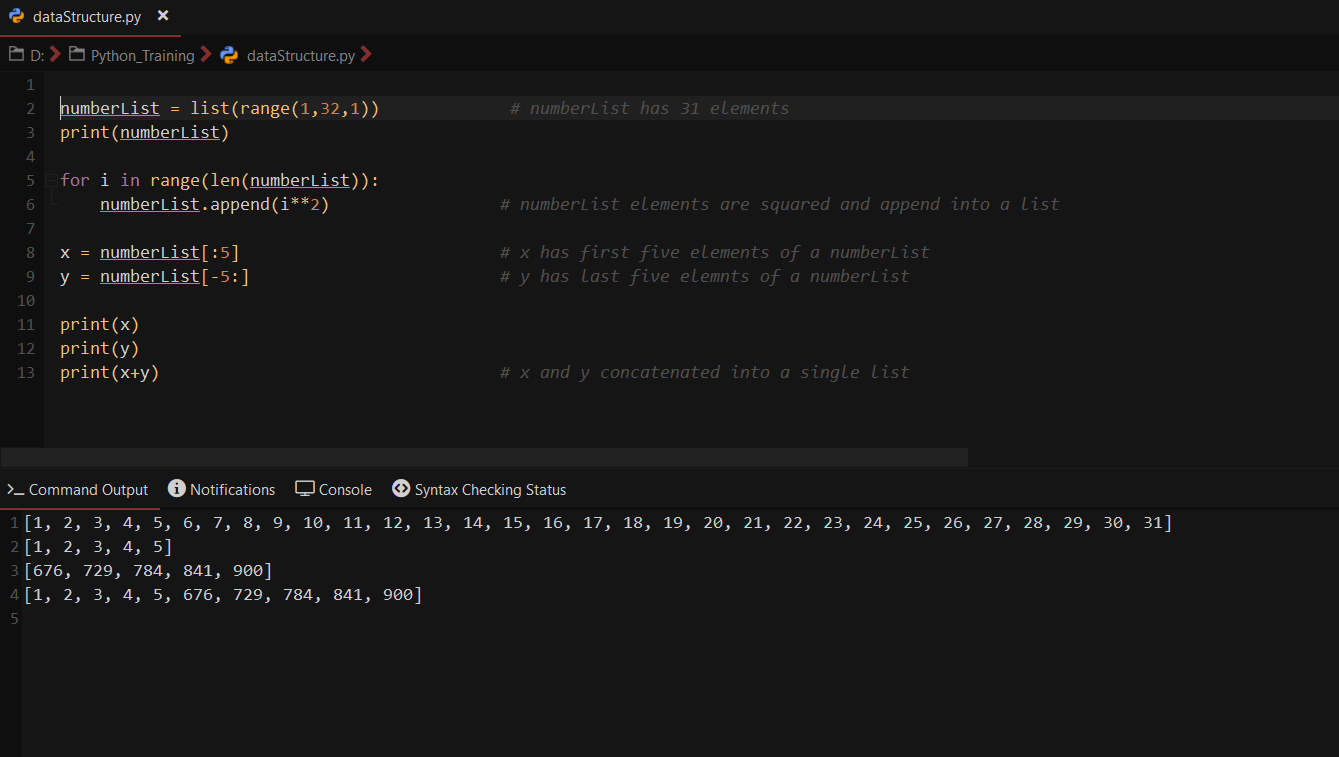 dataStructure.py ×
D: Python_Training dataStructure.py
1
2 numberList = list(range(1,32,1)) # numberList has 31 elements
3 print(numberList)
4
5 for i in range(len(numberList)):
6 numberList.append(i**2) # numberList elements are squared and append into a list
7
8 x = numberList[:5] # x has first five elements of a numberList
9 y = numberList[-5:] # y has last five elemnts of a numberList
10
11 print(x)
12 print(y)
13 print(x+y) # x and y concatenated into a single list
>_ Command Output Notifications Console Syntax Checking Status
1 [1, 2, 3, 4, 5, 6, 7, 8, 9, 10, 11, 12, 13, 14, 15, 16, 17, 18, 19, 20, 21, 22, 23, 24, 25, 26, 27, 28, 29, 30, 31]
2 [1, 2, 3, 4, 5]
3 [676, 729, 784, 841, 900]
4 [1, 2, 3, 4, 5, 676, 729, 784, 841, 900]
5